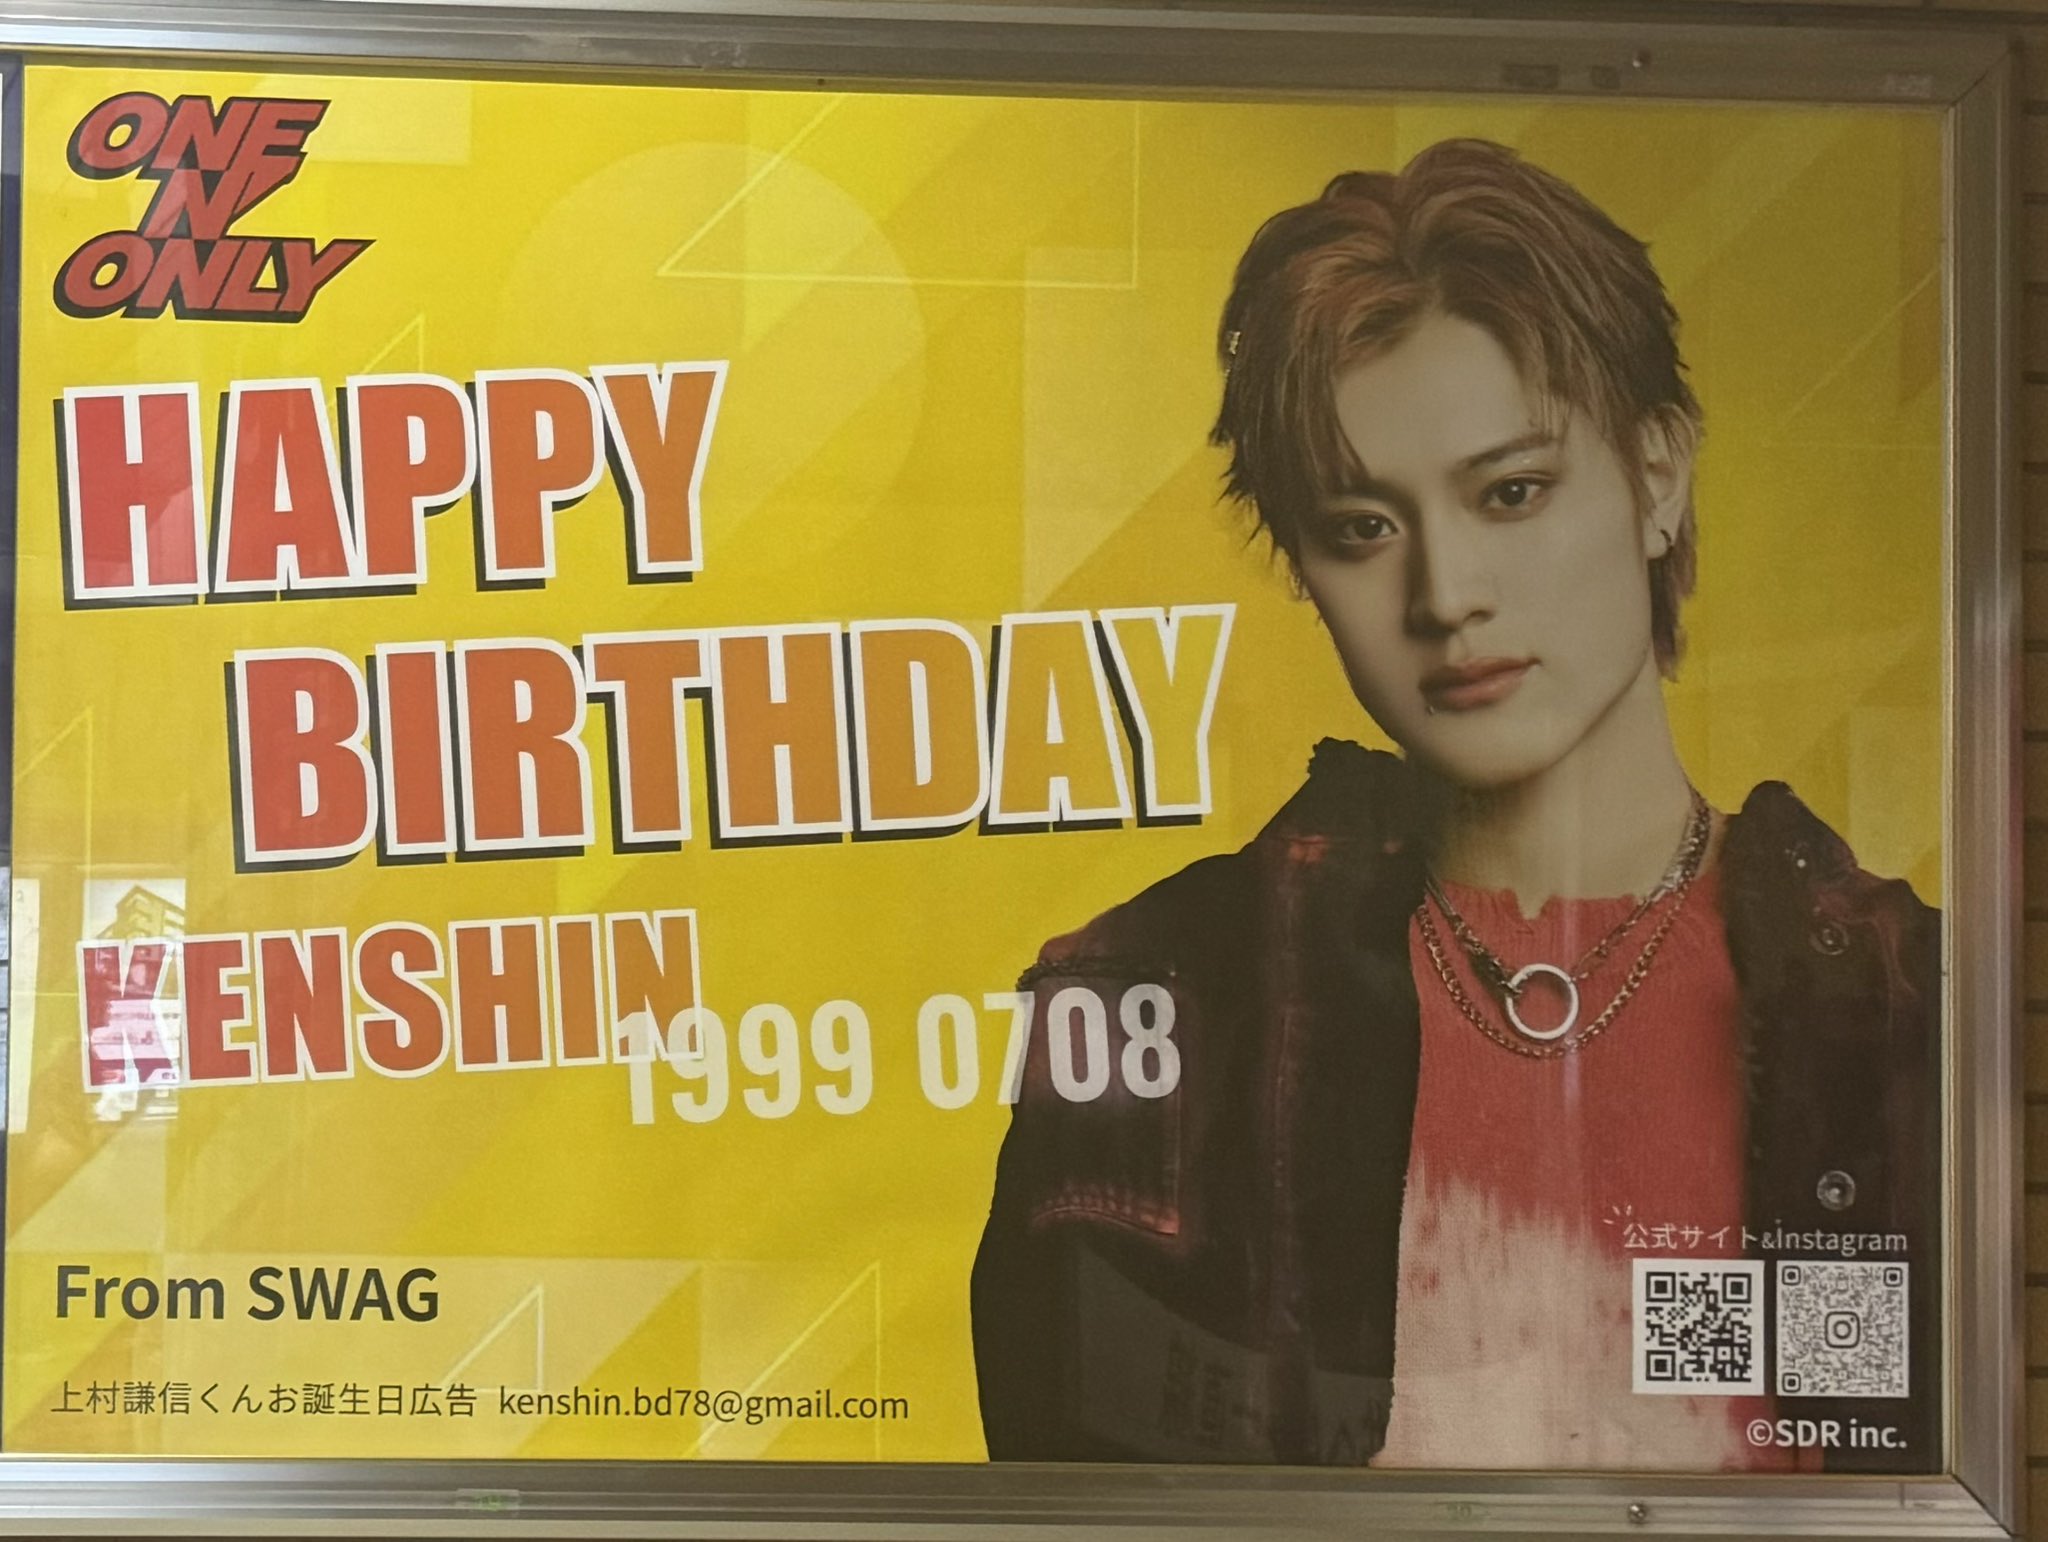 ONE
N'
ONLY
HAPPY
BIRTHDAY
KENSHIN
1999 0708
From SWAG
上村謙信くんお誕生日広告 kenshin.bd78@gmail.com
公式サイト&Instagram
©SDR inc.